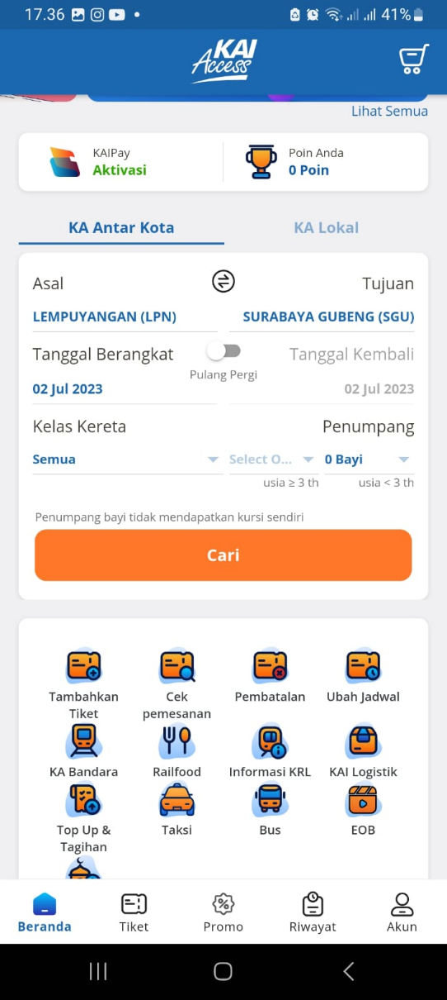 17.36
41%
KAI
Access
Lihat Semua
KAIPay
Aktivasi
Poin Anda
0 Poin
KA Antar Kota
KA Lokal
Asal
Tujuan
LEMPUYANGAN (LPN)
SURABAYA GUBENG (SGU)
Tanggal Berangkat
Tanggal Kembali
Pulang Pergi
02 Jul 2023
02 Jul 2023
Kelas Kereta
Penumpang
Semua
Select O...
0 Bayi
usia ≥ 3 th
usia < 3 th
Penumpang bayi tidak mendapatkan kursi sendiri
Cari
Tambahkan
Tiket
Cek
pemesanan
Pembatalan
Ubah Jadwal
KA Bandara
Railfood
Informasi KRL
KAI Logistik
Top Up &
Tagihan
Taksi
Bus
EOB
Beranda
Tiket
Promo
Riwayat
Akun